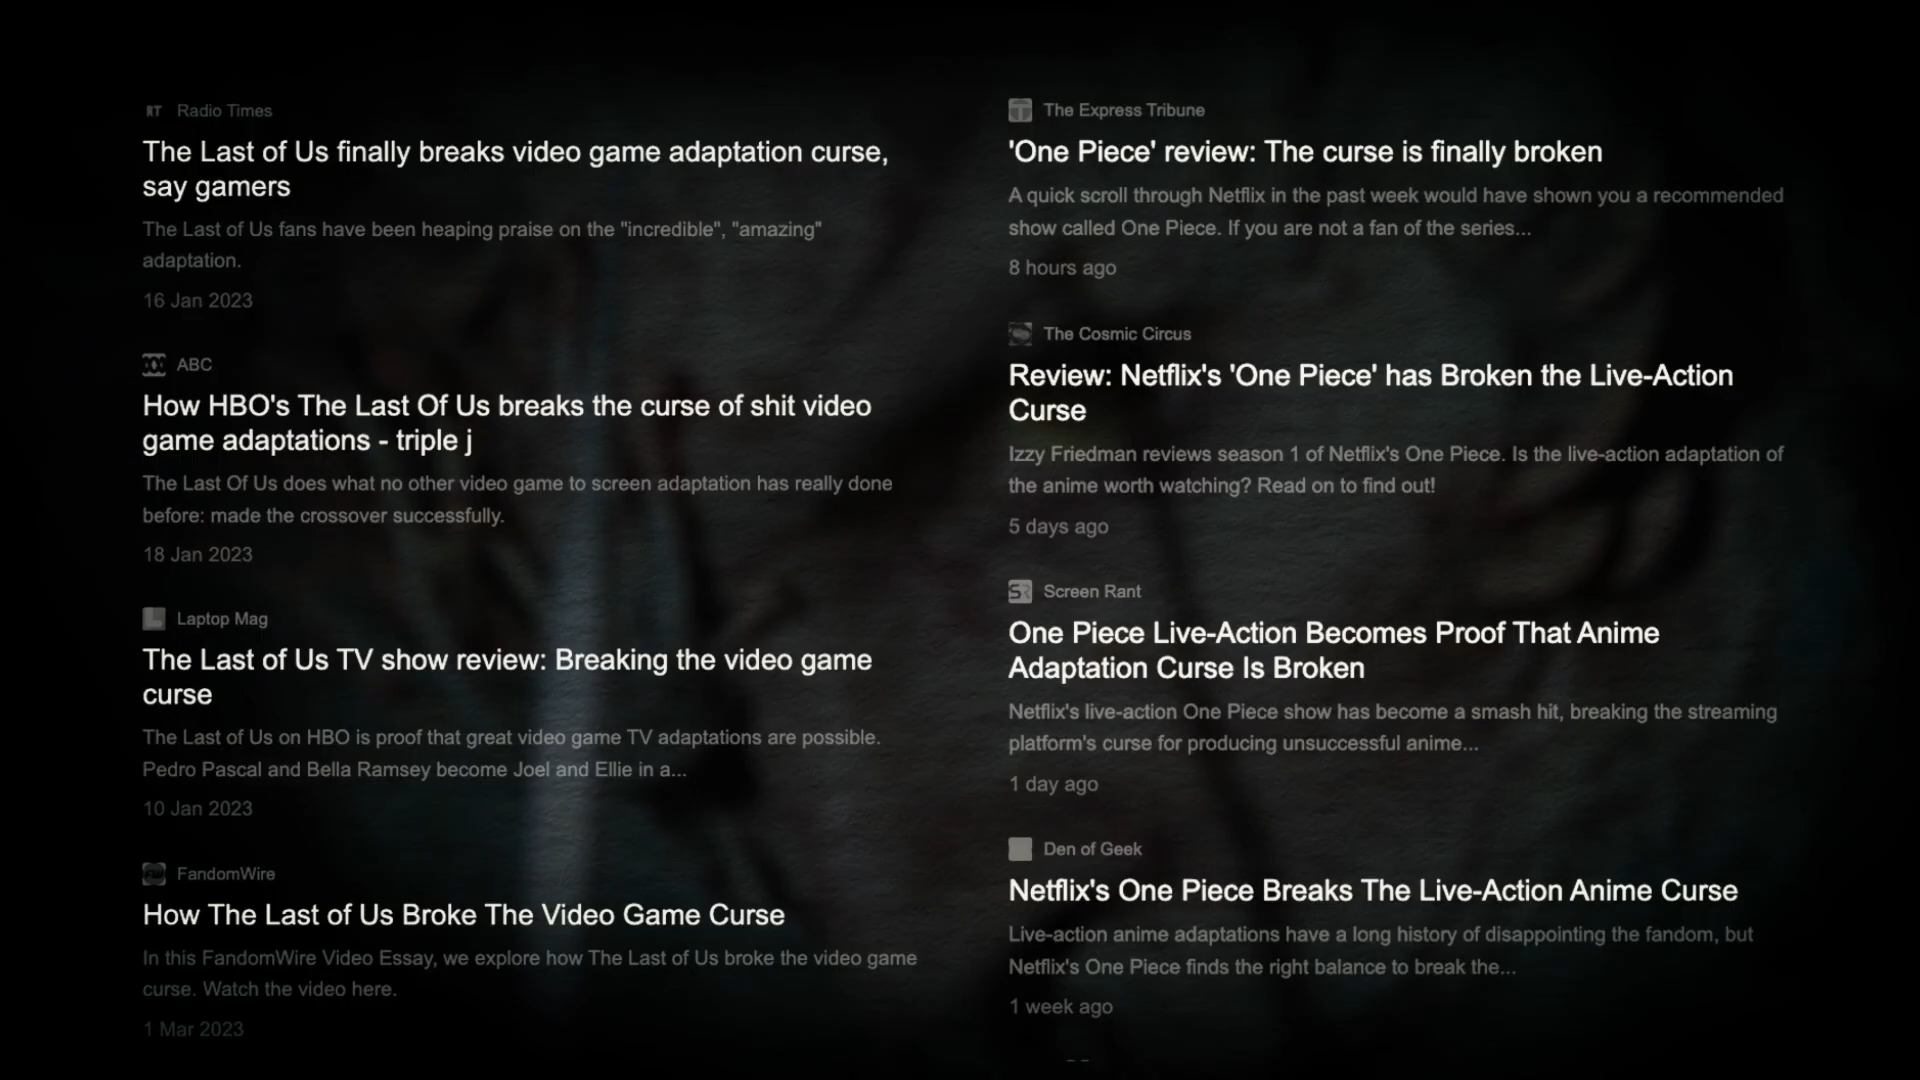 RT Radio Times
The Last of Us finally breaks video game adaptation curse,
say gamers
The Last of Us fans have been heaping praise on the "incredible", "amazing"
adaptation.
16 Jan 2023
ABC
How HBO's The Last Of Us breaks the curse of shit video
game adaptations - triple j
The Last Of Us does what no other video game to screen adaptation has really done
before: made the crossover successfully.
18 Jan 2023
L Laptop Mag
The Last of Us TV show review: Breaking the video game
curse
The Last of Us on HBO is proof that great video game TV adaptations are possible.
Pedro Pascal and Bella Ramsey become Joel and Ellie in a...
10 Jan 2023
FW FandomWire
How The Last of Us Broke The Video Game Curse
In this FandomWire Video Essay, we explore how The Last of Us broke the video game
curse. Watch the video here.
1 Mar 2023
T The Express Tribune
'One Piece' review: The curse is finally broken
A quick scroll through Netflix in the past week would have shown you a recommended
show called One Piece. If you are not a fan of the series...
8 hours ago
The Cosmic Circus
Review: Netflix's 'One Piece' has Broken the Live-Action
Curse
Izzy Friedman reviews season 1 of Netflix's One Piece. Is the live-action adaptation of
the anime worth watching? Read on to find out!
5 days ago
SR Screen Rant
One Piece Live-Action Becomes Proof That Anime
Adaptation Curse Is Broken
Netflix's live-action One Piece show has become a smash hit, breaking the streaming
platform's curse for producing unsuccessful anime...
1 day ago
Den of Geek
Netflix's One Piece Breaks The Live-Action Anime Curse
Live-action anime adaptations have a long history of disappointing the fandom, but
Netflix's One Piece finds the right balance to break the...
1 week ago